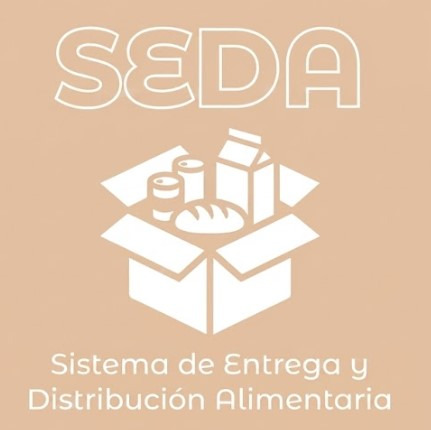 SEDA
Sistema de Entrega y
Distribución Alimentaria